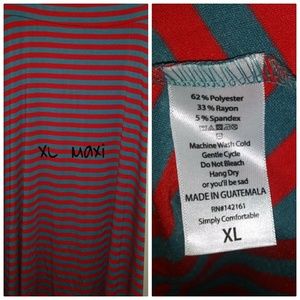 XL Maxi
62% Polyester
33% Rayon
5% Spandex
Machine Wash Cold
Gentle Cycle
Do Not Bleach
Hang Dry
or you'll be sad
MADE IN GUATEMALA
RN#142161
Simply Comfortable
XL